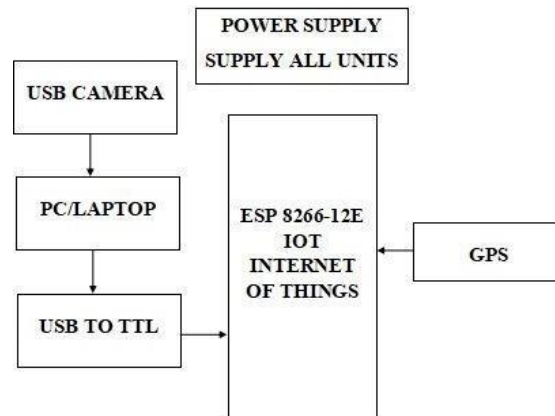 POWER SUPPLY
SUPPLY ALL UNITS
USB CAMERA
PC/LAPTOP
USB TO TTL
ESP 8266-12E
IOT
INTERNET
OF THINGS
GPS